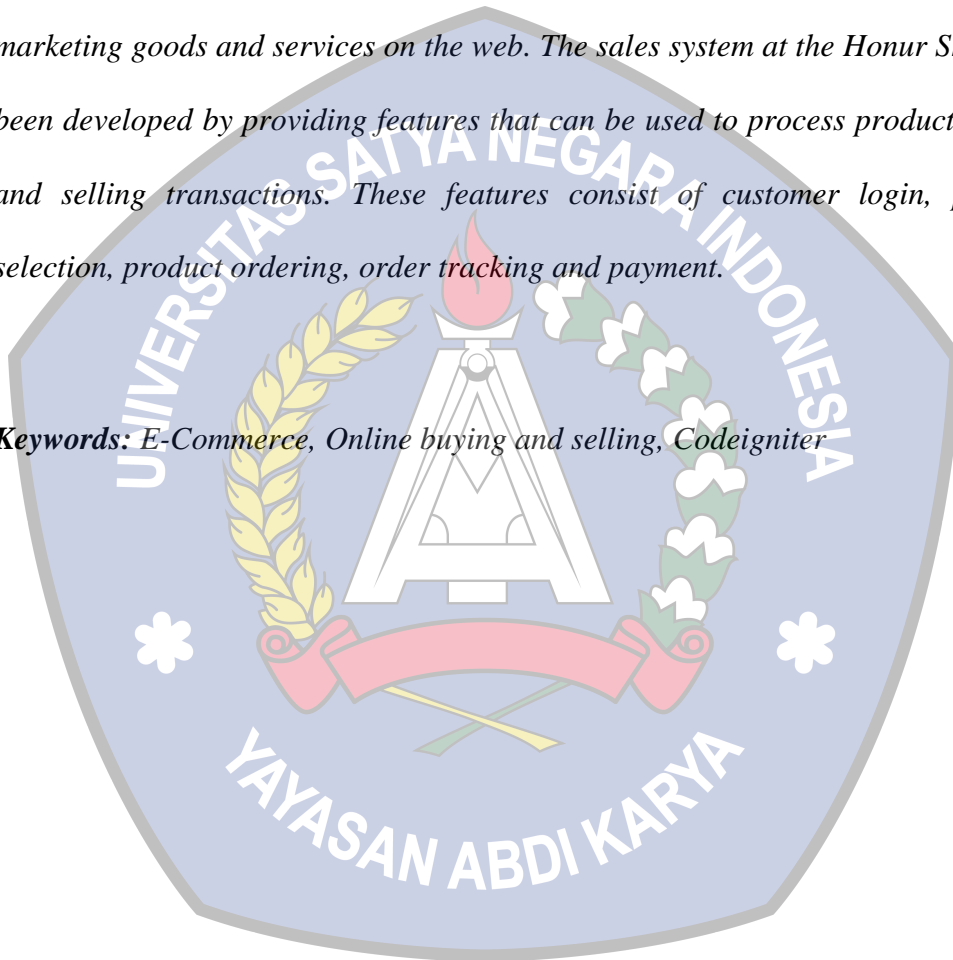 marketing goods and services on the web. The sales system at the Honur
been developed by providing features that can be used to process product
and selling transactions. These features consist of customer login,
selection, product ordering, order tracking and payment.
Keywords: E-Commerce, Online buying and selling, Codeigniter
UNIVERSITAS SATYA NEGARA INDONESIA
YAYASAN ABDI KARYA